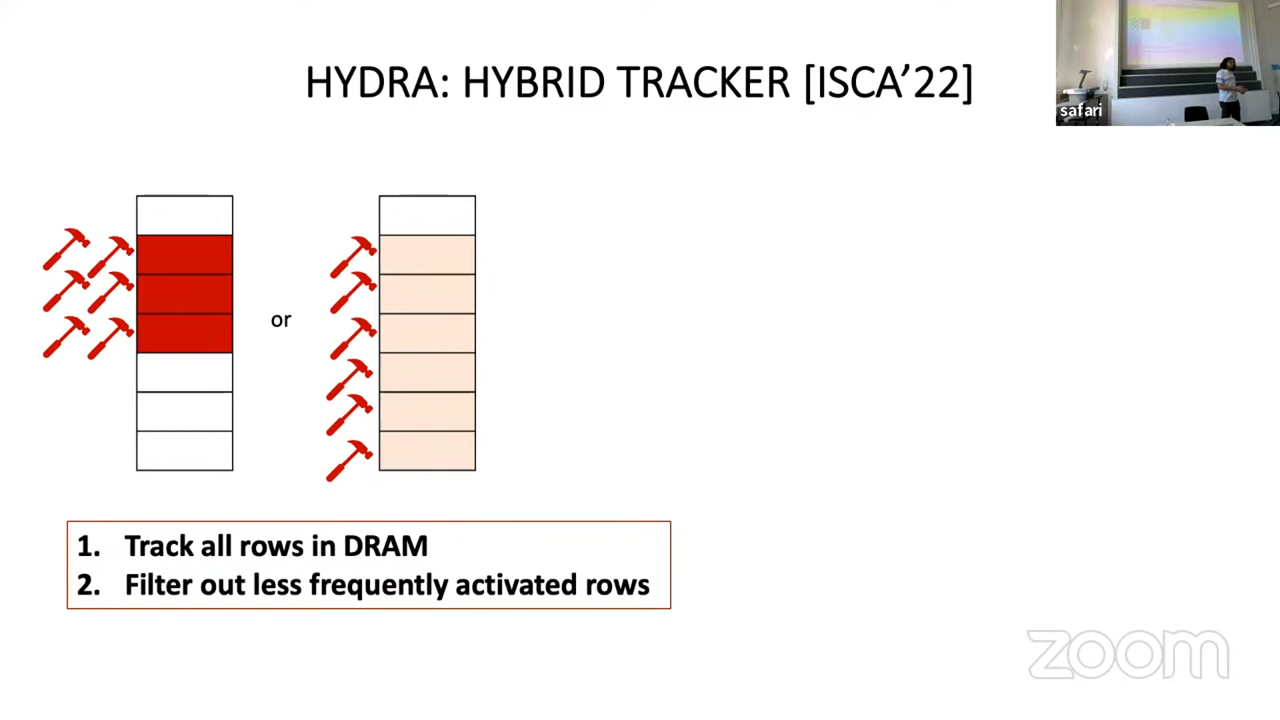 HYDRA: HYBRID TRACKER [ISCA’22]
safari
or
1. Track all rows in DRAM
2. Filter out less frequently activated rows
zoom